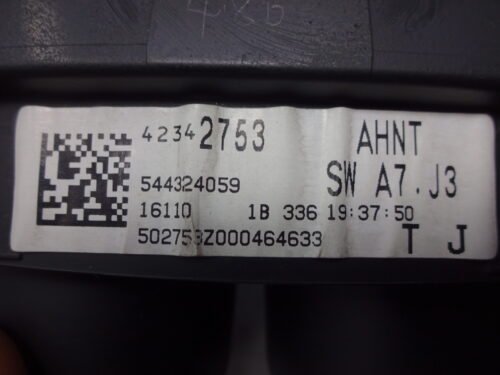 42342753 AHNT
544324059 SW A7.J3
16110 1B 336 19:37:50
502753Z000464633 T J